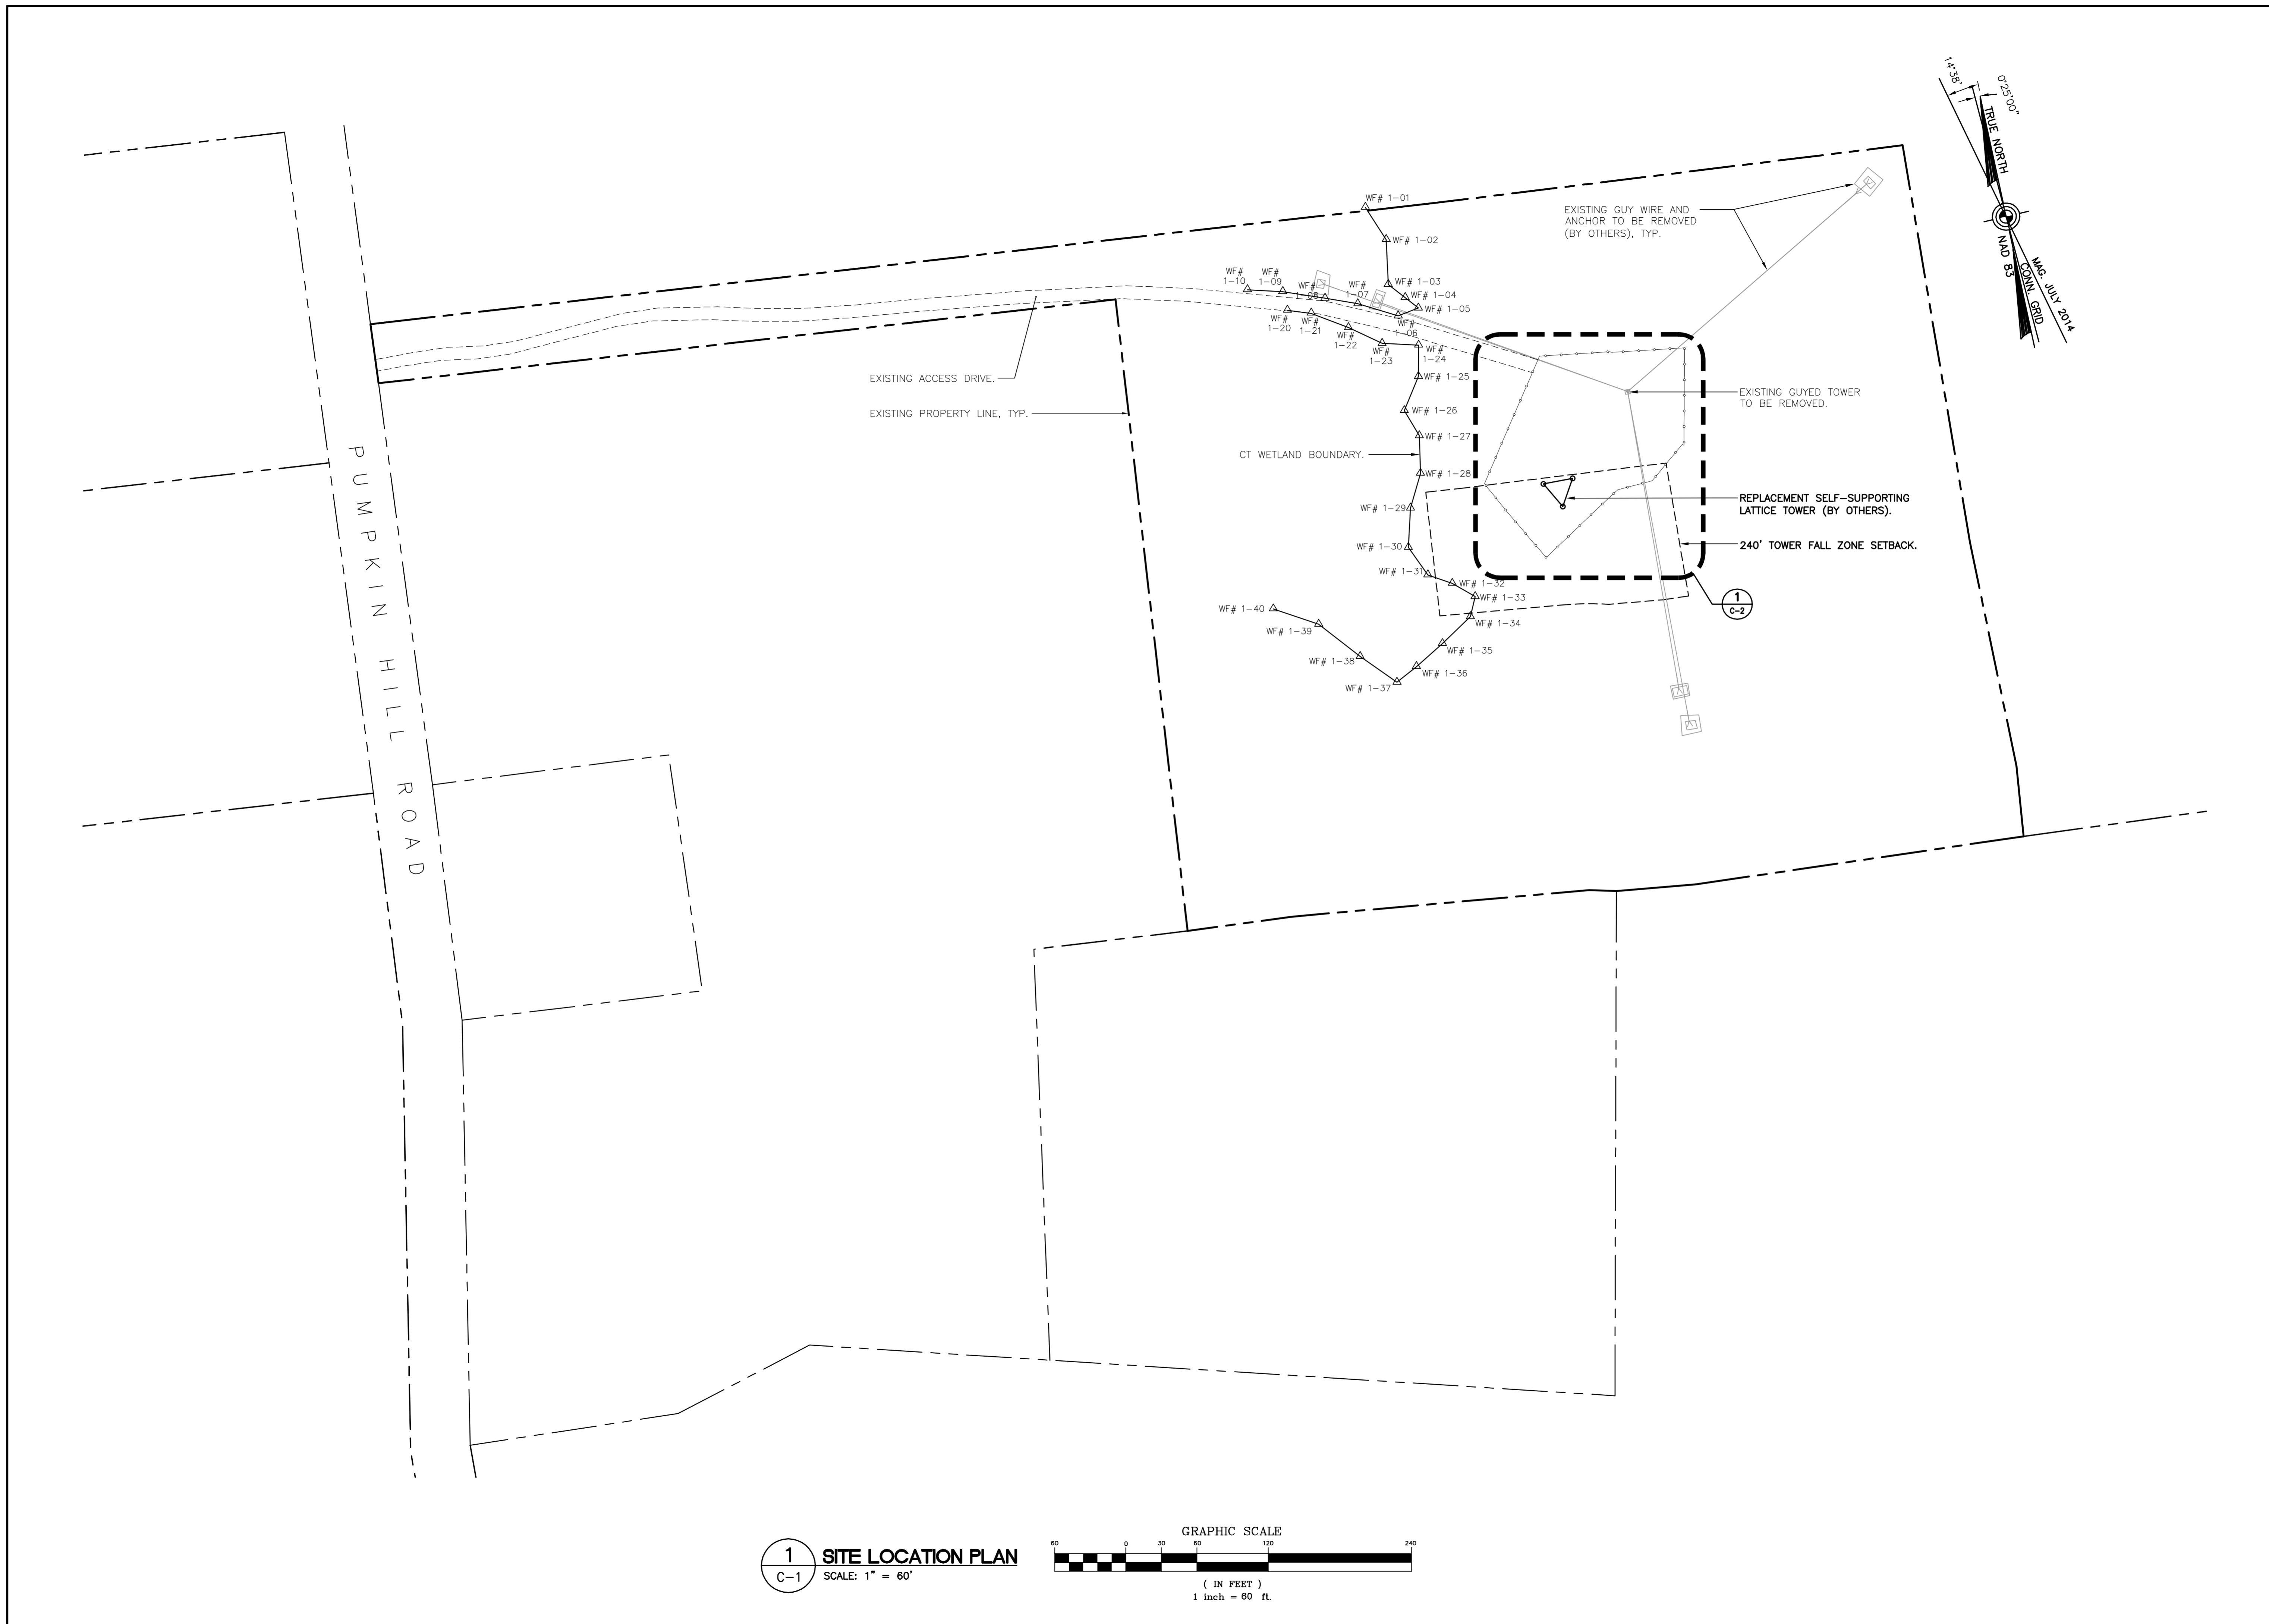 14°38'
0°25'00"
TRUE NORTH
NAD 83
CONN. GRID
MAG. JULY 2014
WF# 1-01
WF# 1-02
EXISTING GUY WIRE AND
ANCHOR TO BE REMOVED
(BY OTHERS), TYP.
WF#
1-10
WF#
1-09
WF#
1-08
WF#
1-07
WF# 1-03
WF# 1-04
WF# 1-05
WF#
1-06
WF#
1-20
WF#
1-21
WF#
1-22
WF#
1-23
WF#
1-24
EXISTING ACCESS DRIVE.
WF# 1-25
EXISTING GUYED TOWER
TO BE REMOVED.
EXISTING PROPERTY LINE, TYP.
WF# 1-26
WF# 1-27
CT WETLAND BOUNDARY.
WF# 1-28
REPLACEMENT SELF-SUPPORTING
LATTICE TOWER (BY OTHERS).
WF# 1-29
WF# 1-30
240' TOWER FALL ZONE SETBACK.
WF# 1-31
WF# 1-32
WF# 1-33
1
C-2
WF# 1-40
WF# 1-34
WF# 1-39
WF# 1-35
WF# 1-38
WF# 1-36
WF# 1-37
PUMPKIN HILL ROAD
1
C-1
SITE LOCATION PLAN
SCALE: 1" = 60'
GRAPHIC SCALE
60 0 30 60 120 240
( IN FEET )
1 inch = 60 ft.